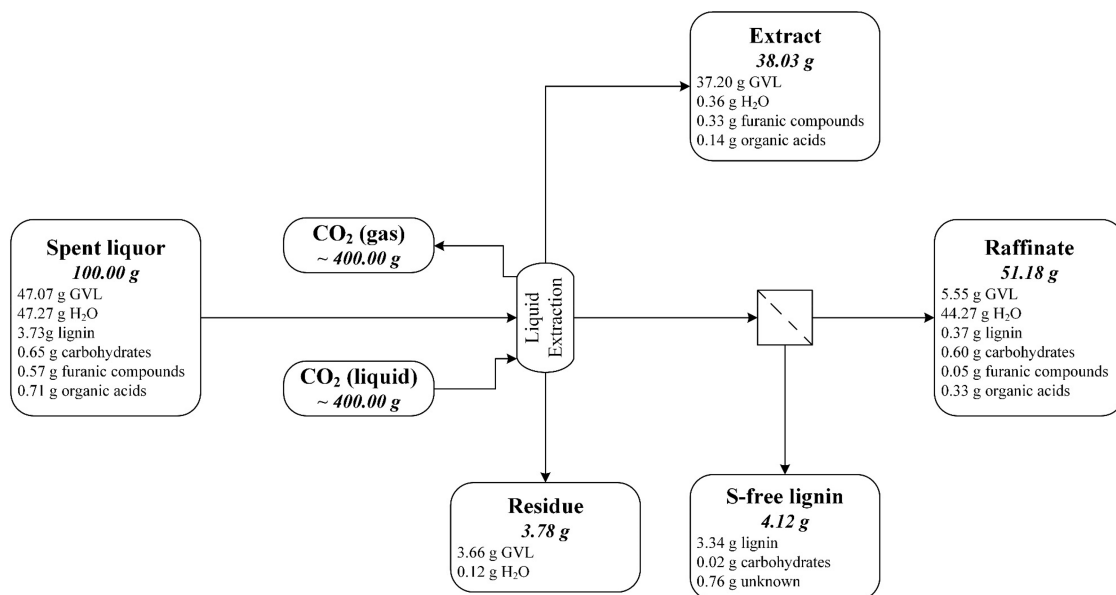 Extract
38.03 g
37.20 g GVL
0.36 g H₂O
0.33 g furanic compounds
0.14 g organic acids
Spent liquor
100.00 g
47.07 g GVL
47.27 g H₂O
3.73g lignin
0.65 g carbohydrates
0.57 g furanic compounds
0.71 g organic acids
CO₂ (gas)
~ 400.00 g
CO₂ (liquid)
~ 400.00 g
Liquid
Extraction
Raffinate
51.18 g
5.55 g GVL
44.27 g H₂O
0.37 g lignin
0.60 g carbohydrates
0.05 g furanic compounds
0.33 g organic acids
Residue
3.78 g
3.66 g GVL
0.12 g H₂O
S-free lignin
4.12 g
3.34 g lignin
0.02 g carbohydrates
0.76 g unknown